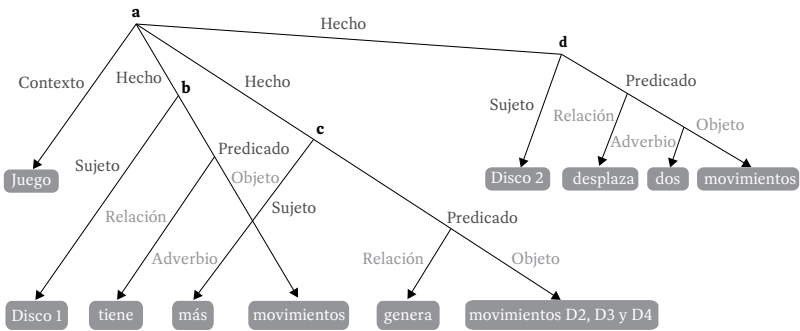 a
Hecho
d
Contexto
Hecho
b
Hecho
Predicado
Sujeto
Relación
Objeto
Adverbio
c
Sujeto
Predicado
Objeto
Juego
Disco 2
desplaza
dos
movimientos
Sujeto
Relación
Predicado
Adverbio
Relación
Objeto
Disco 1
tiene
más
movimientos
genera
movimientos D2, D3 y D4